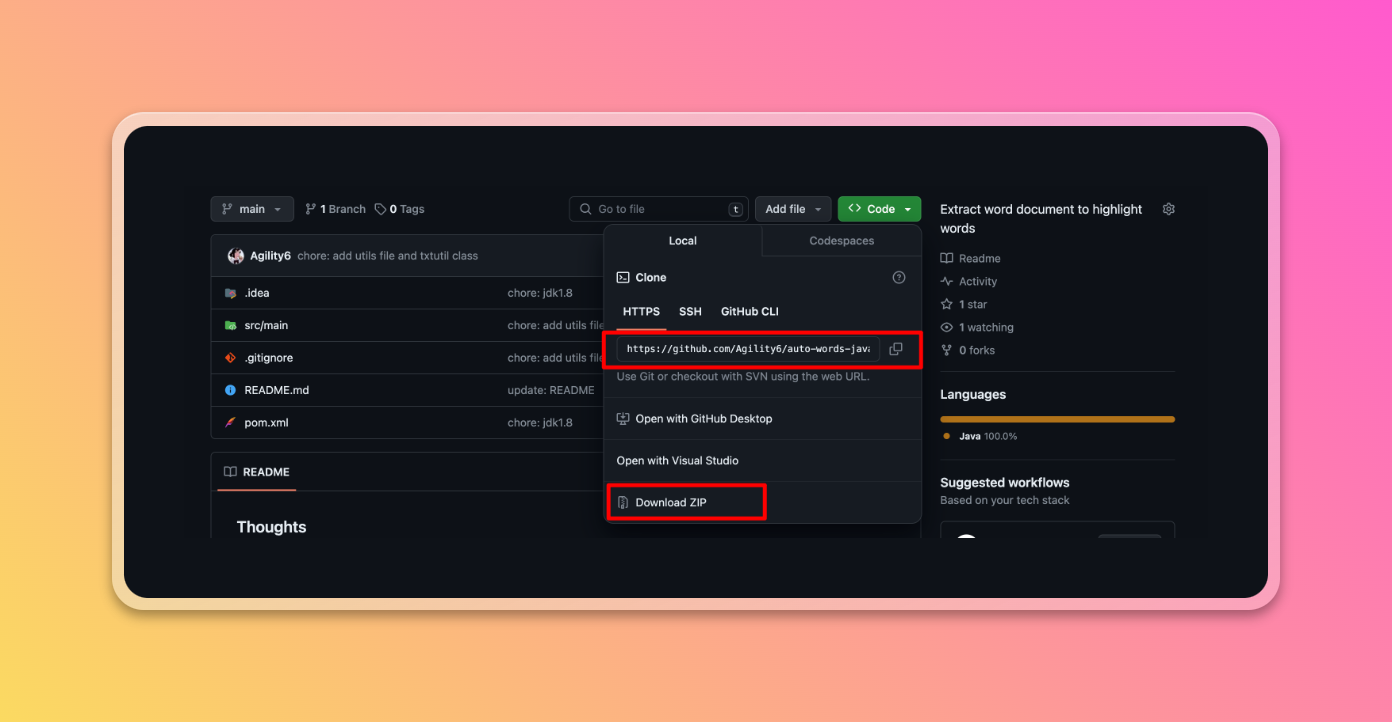 main
1 Branch
0 Tags
Go to file
t
Add file
Code
Agility6 chore: add utils file and txtutil class
.idea chore: jdk1.8
src/main chore: add utils file
.gitignore chore: add utils file
README.md update: README
pom.xml chore: jdk1.8
README
Thoughts
Local
Codespaces
Clone
HTTPS SSH GitHub CLI
https://github.com/Agility6/auto-words-java
Use Git or checkout with SVN using the web URL.
Open with GitHub Desktop
Open with Visual Studio
Download ZIP
Extract word document to highlight
words
Readme
Activity
1 star
1 watching
0 forks
Languages
Java 100.0%
Suggested workflows
Based on your tech stack